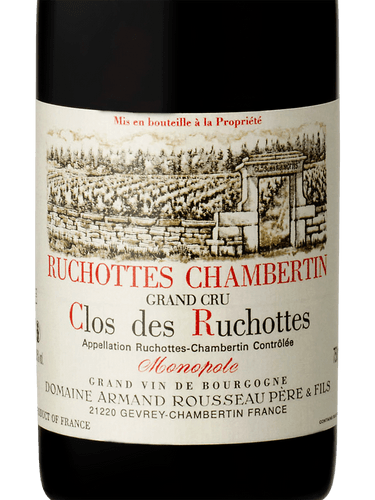 Mis en bouteille à la Propriété
RUCHOTTES CHAMBERTIN
GRAND CRU
Clos des Ruchottes
Appellation Ruchottes-Chambertin Contrôlée
Monopole
GRAND VIN DE BOURGOGNE
DOMAINE ARMAND ROUSSEAU PÈRE & FILS
21220 GEVREY-CHAMBERTIN FRANCE
OF FRANCE